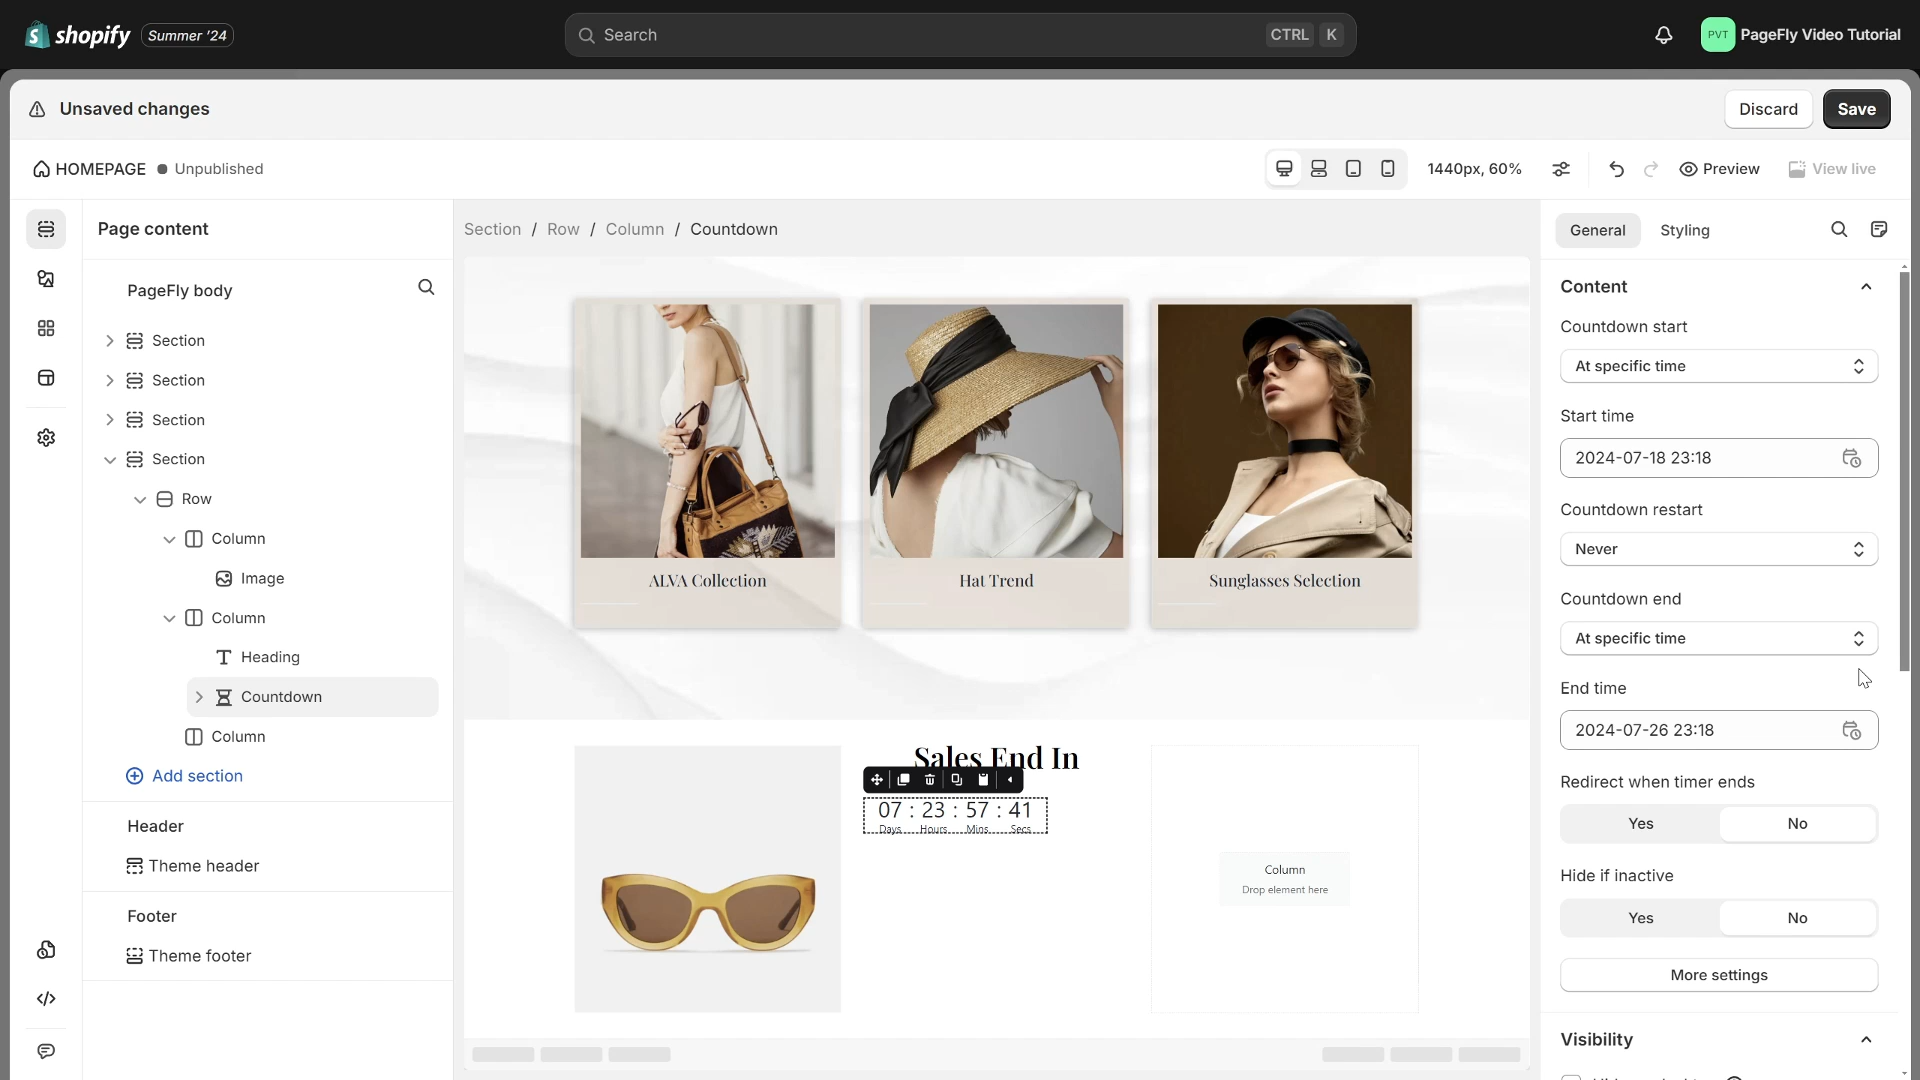 shopify Summer '24
Search CTRL K
PVT PageFly Video Tutorial
Unsaved changes
Discard Save
HOMEPAGE Unpublished
1440px, 60%
Preview View live
Page content
PageFly body
Section
Section
Section
Section
Row
Column
Image
Column
Heading
Countdown
Column
Add section
Header
Theme header
Footer
Theme footer
Section / Row / Column / Countdown
ALVA Collection
Hat Trend
Sunglasses Selection
Sales End In
07 : 23 : 57 : 41
Days Hours Mins Secs
Column
Drop element here
General Styling
Content
Countdown start
At specific time
Start time
2024-07-18 23:18
Countdown restart
Never
Countdown end
At specific time
End time
2024-07-26 23:18
Redirect when timer ends
Yes No
Hide if inactive
Yes No
More settings
Visibility